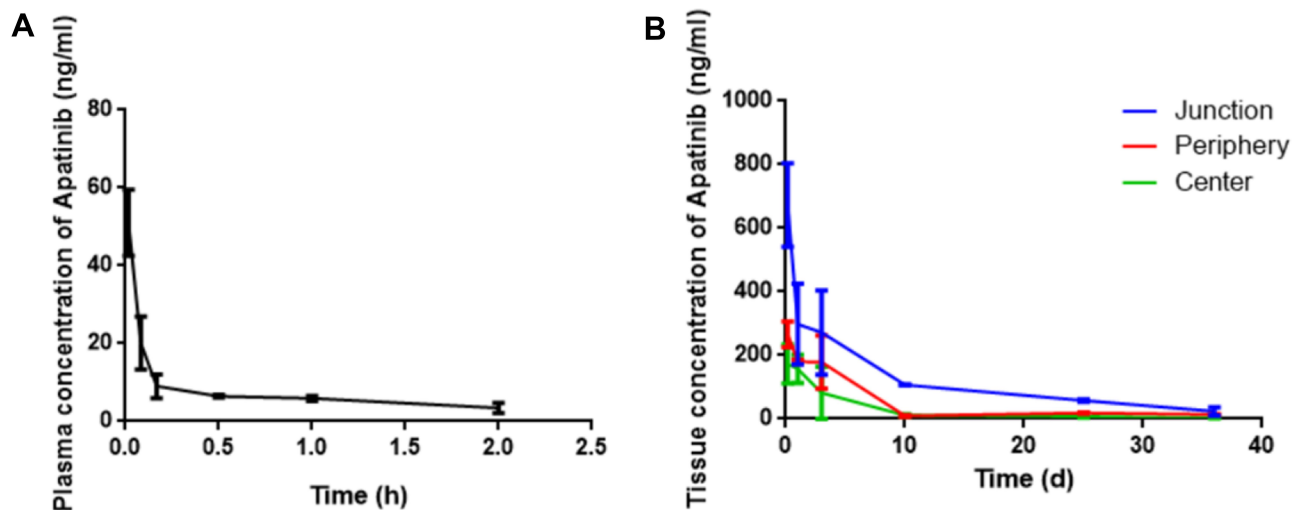 A
Plasma concentration of Apatinib (ng/ml)
80
60
40
20
0
0.0 0.5 1.0 1.5 2.0 2.5
Time (h)
B
Tissue concentration of Apatinib (ng/ml)
1000
800
600
400
200
0
0 10 20 30 40
Time (d)
Junction
Periphery
Center